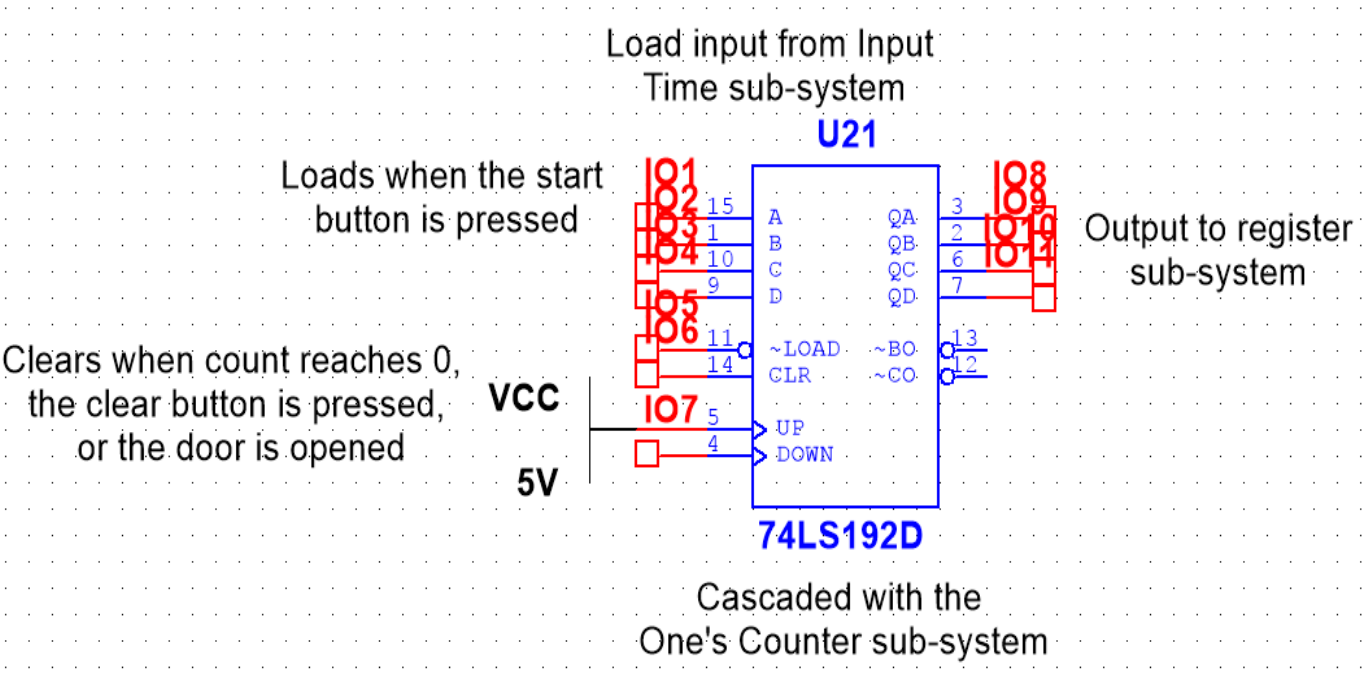 Load input from Input
Time sub-system
U21
Loads when the start
button is pressed
IO1
IO2
IO3
IO4
IO5
IO6
IO7
IO8
IO9
IO10
IO11
15 A QA 3
1 B QB 2
10 C QC 6
9 D QD 7
11 ~LOAD ~BO 13
14 CLR ~CO 12
5 UP
4 DOWN
Output to register
sub-system
Clears when count reaches 0,
the clear button is pressed,
or the door is opened
VCC
5V
74LS192D
Cascaded with the
One's Counter sub-system